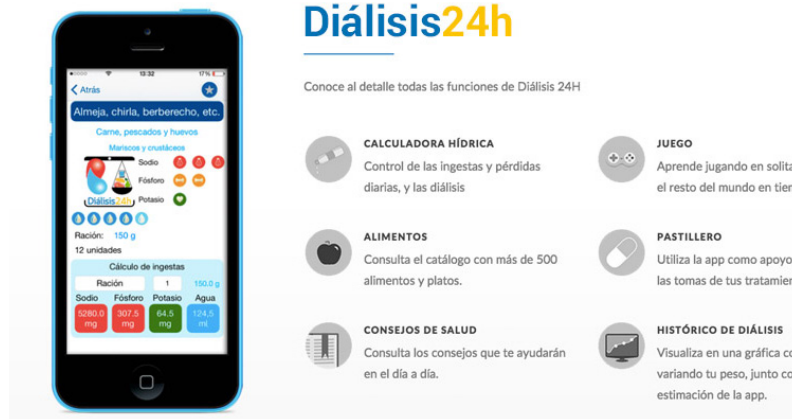 Diálisis24h
Conoce al detalle todas las funciones de Diálisis 24H
13:32
17%
Atrás
Almeja, chirla, berberecho, etc.
Carne, pescados y huevos
Mariscos y crustáceos
Sodio
Fósforo
Potasio
Diálisis24h
Ración: 150 g
12 unidades
Cálculo de ingestas
Ración 1 150.0 g
Sodio Fósforo Potasio Agua
5280.0 mg 307.5 mg 64.5 mg 124,5 ml
CALCULADORA HÍDRICA
Control de las ingestas y pérdidas
diarias, y las diálisis
JUEGO
Aprende jugando en solita
el resto del mundo en tien
ALIMENTOS
Consulta el catálogo con más de 500
alimentos y platos.
PASTILLERO
Utiliza la app como apoyo
las tomas de tus tratamien
CONSEJOS DE SALUD
Consulta los consejos que te ayudarán
en el día a día.
HISTÓRICO DE DIÁLISIS
Visualiza en una gráfica co
variando tu peso, junto co
estimación de la app.